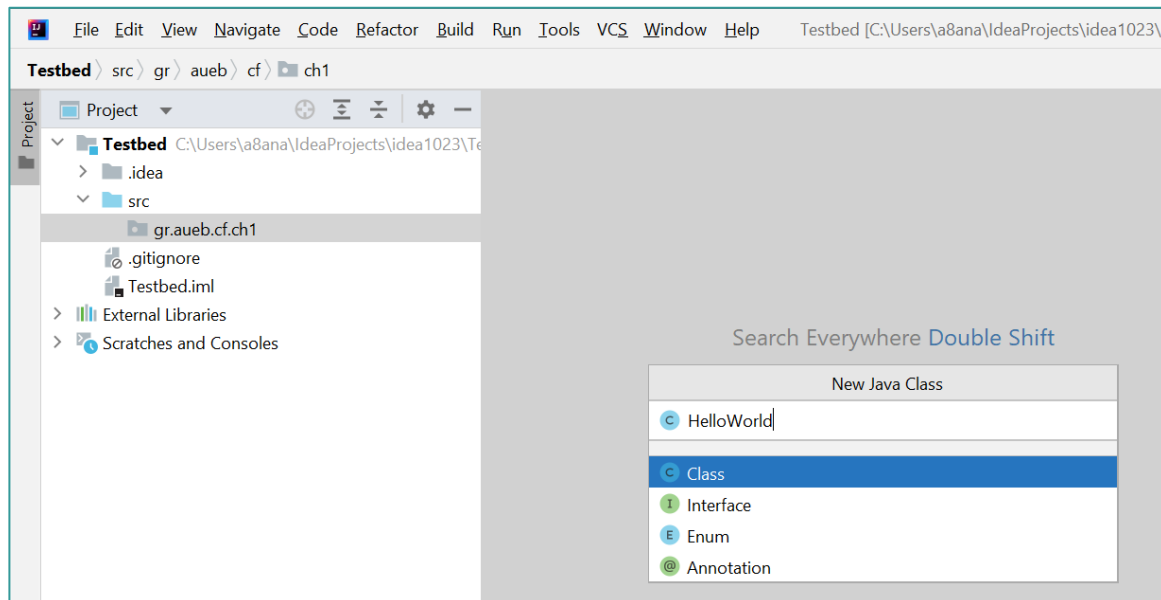 File Edit View Navigate Code Refactor Build Run Tools VCS Window Help Testbed [C:\Users\a8ana\IdeaProjects\idea1023\
Testbed src gr aueb cf ch1
Project
Project
Testbed C:\Users\a8ana\IdeaProjects\idea1023\Te
.idea
src
gr.aueb.cf.ch1
.gitignore
Testbed.iml
External Libraries
Scratches and Consoles
Search Everywhere Double Shift
New Java Class
C HelloWorld
C Class
I Interface
E Enum
@ Annotation